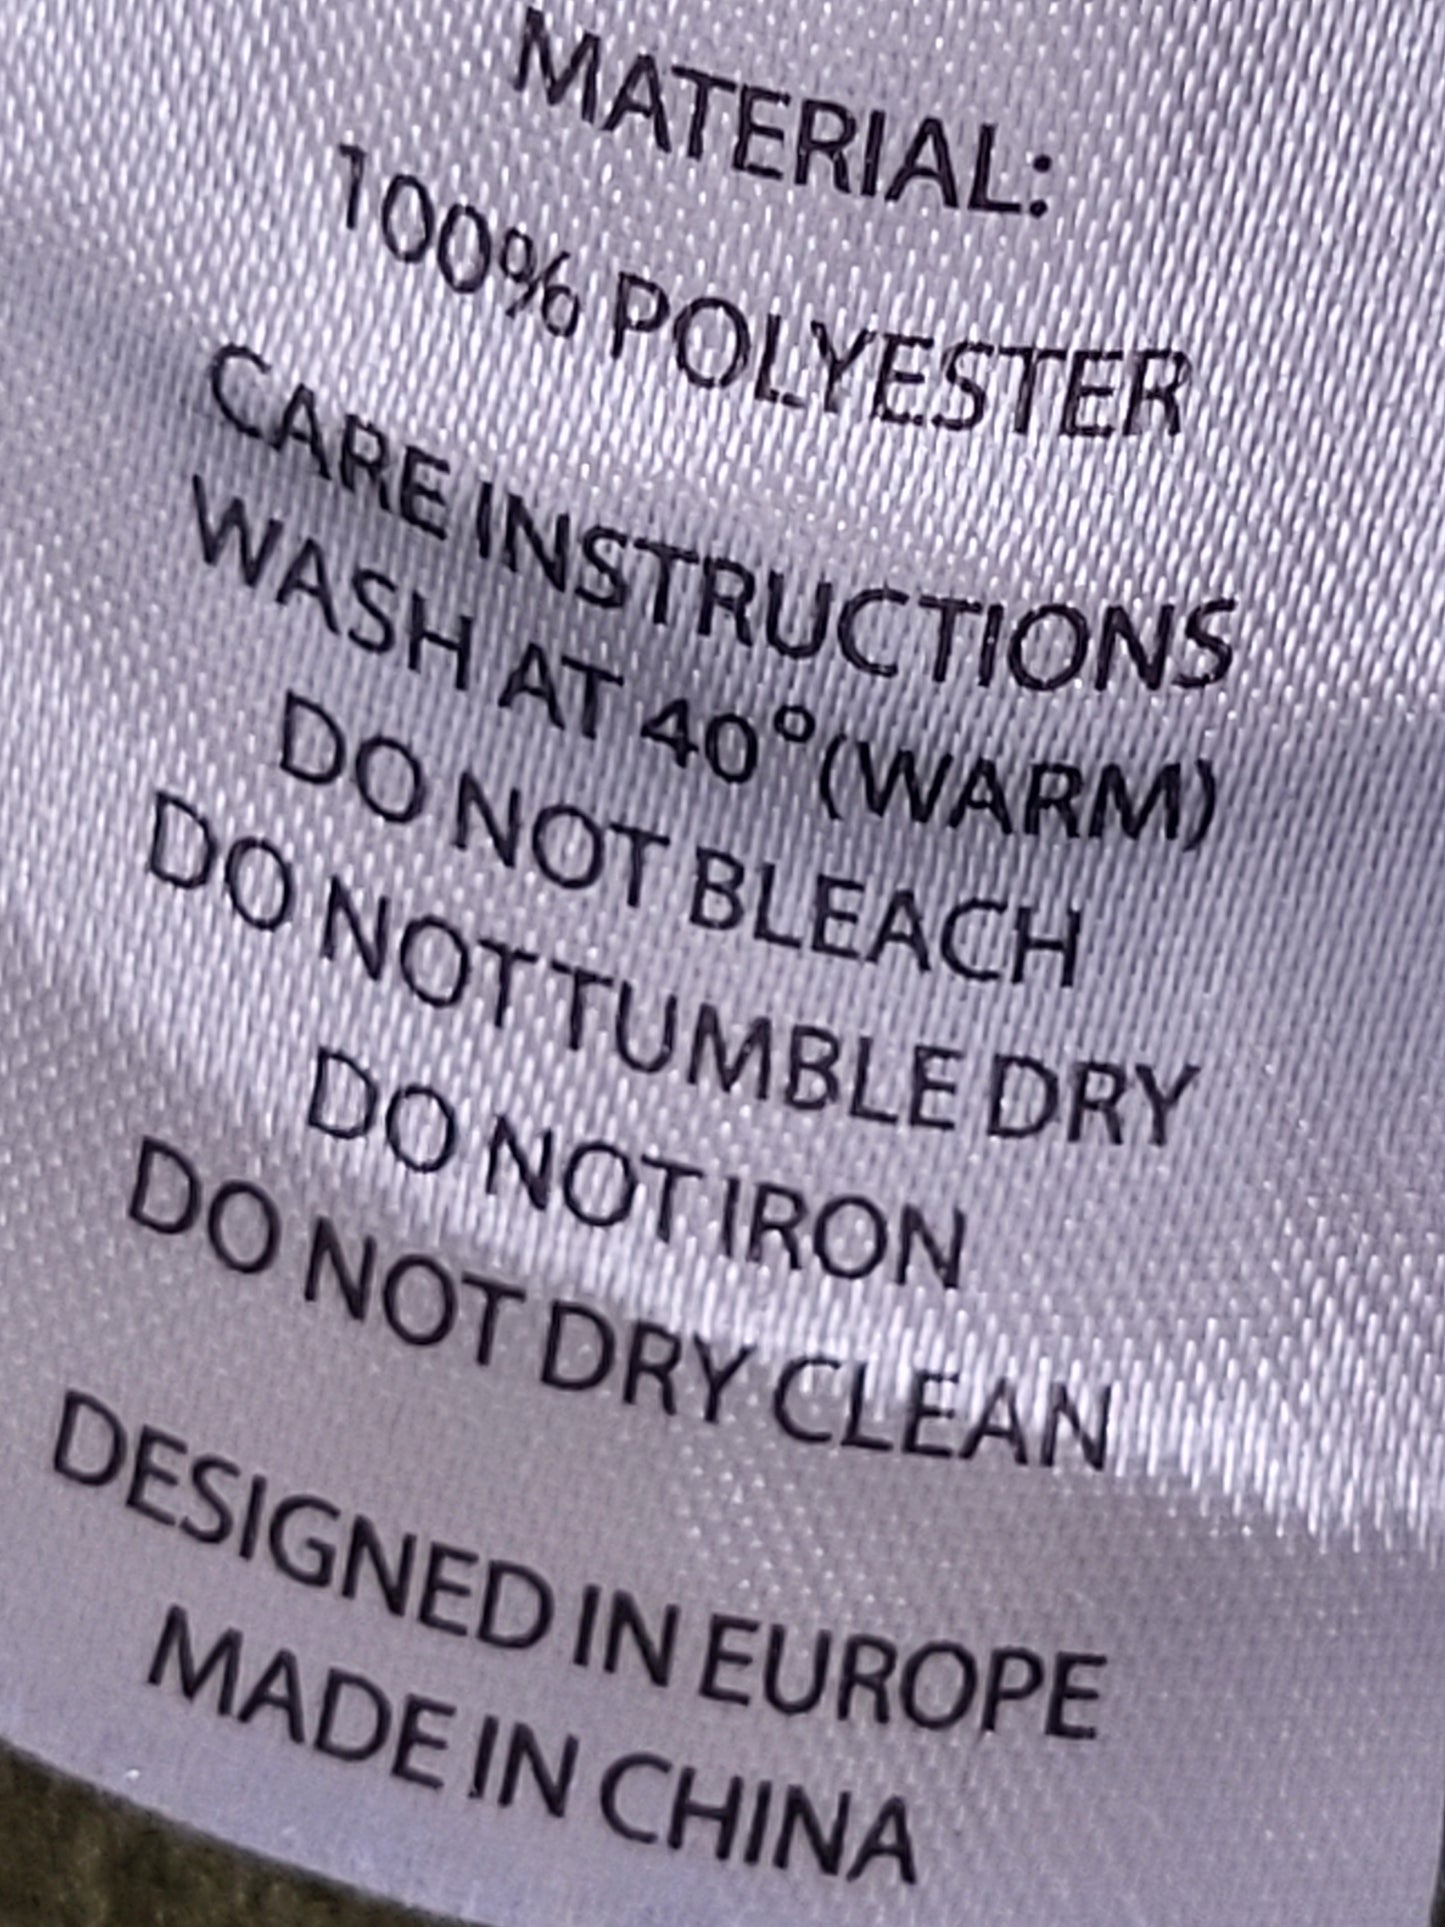 MATERIAL:
100% POLYESTER
CARE INSTRUCTIONS
WASH AT 40°(WARM)
DO NOT BLEACH
DO NOT TUMBLE DRY
DO NOT IRON
DO NOT DRY CLEAN
DESIGNED IN EUROPE
MADE IN CHINA